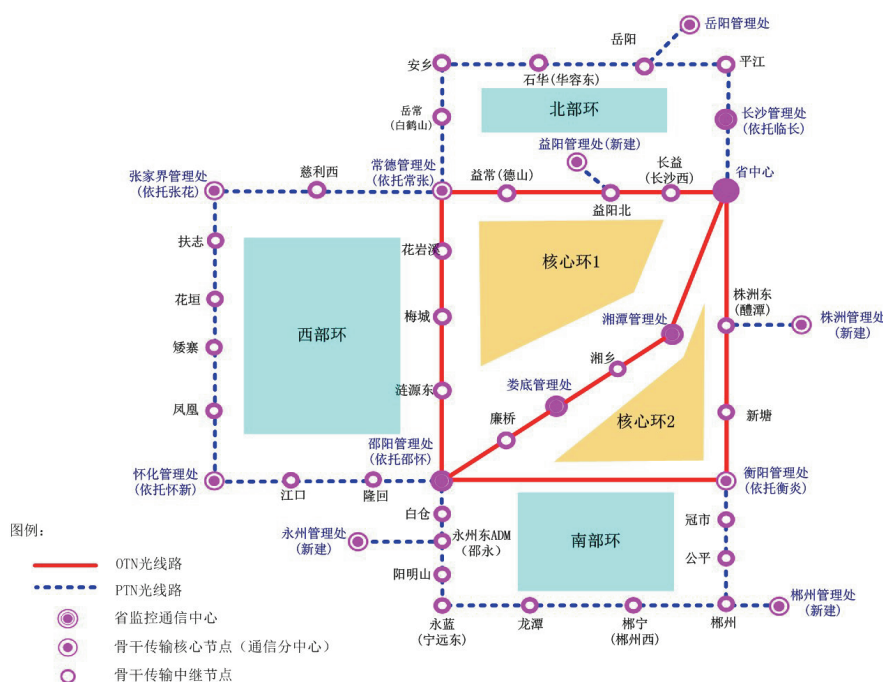 岳阳管理处
岳阳
安乡
石华(华容东)
平江
北部环
岳常
(白鹤山)
长沙管理处
(依托临长)
益阳管理处(新建)
张家界管理处
(依托张花)
慈利西
常德管理处
(依托常张)
益常(德山)
长益
(长沙西)
省中心
益阳北
扶志
花岩溪
核心环1
花垣
西部环
梅城
湘潭管理处
株洲东
(醴潭)
株洲管理处
(新建)
矮寨
湘乡
凤凰
涟源东
娄底管理处
廉桥
核心环2
新塘
邵阳管理处
(依托邵怀)
怀化管理处
(依托怀新)
江口
隆回
衡阳管理处
(依托衡炎)
白仓
冠市
永州管理处
(新建)
永州东ADM
(邵永)
南部环
公平
阳明山
郴州管理处
(新建)
永蓝
(宁远东)
龙潭
郴宁
(郴州西)
郴州
图例:
OTN光线路
PTN光线路
省监控通信中心
骨干传输核心节点（通信分中心）
骨干传输中继节点